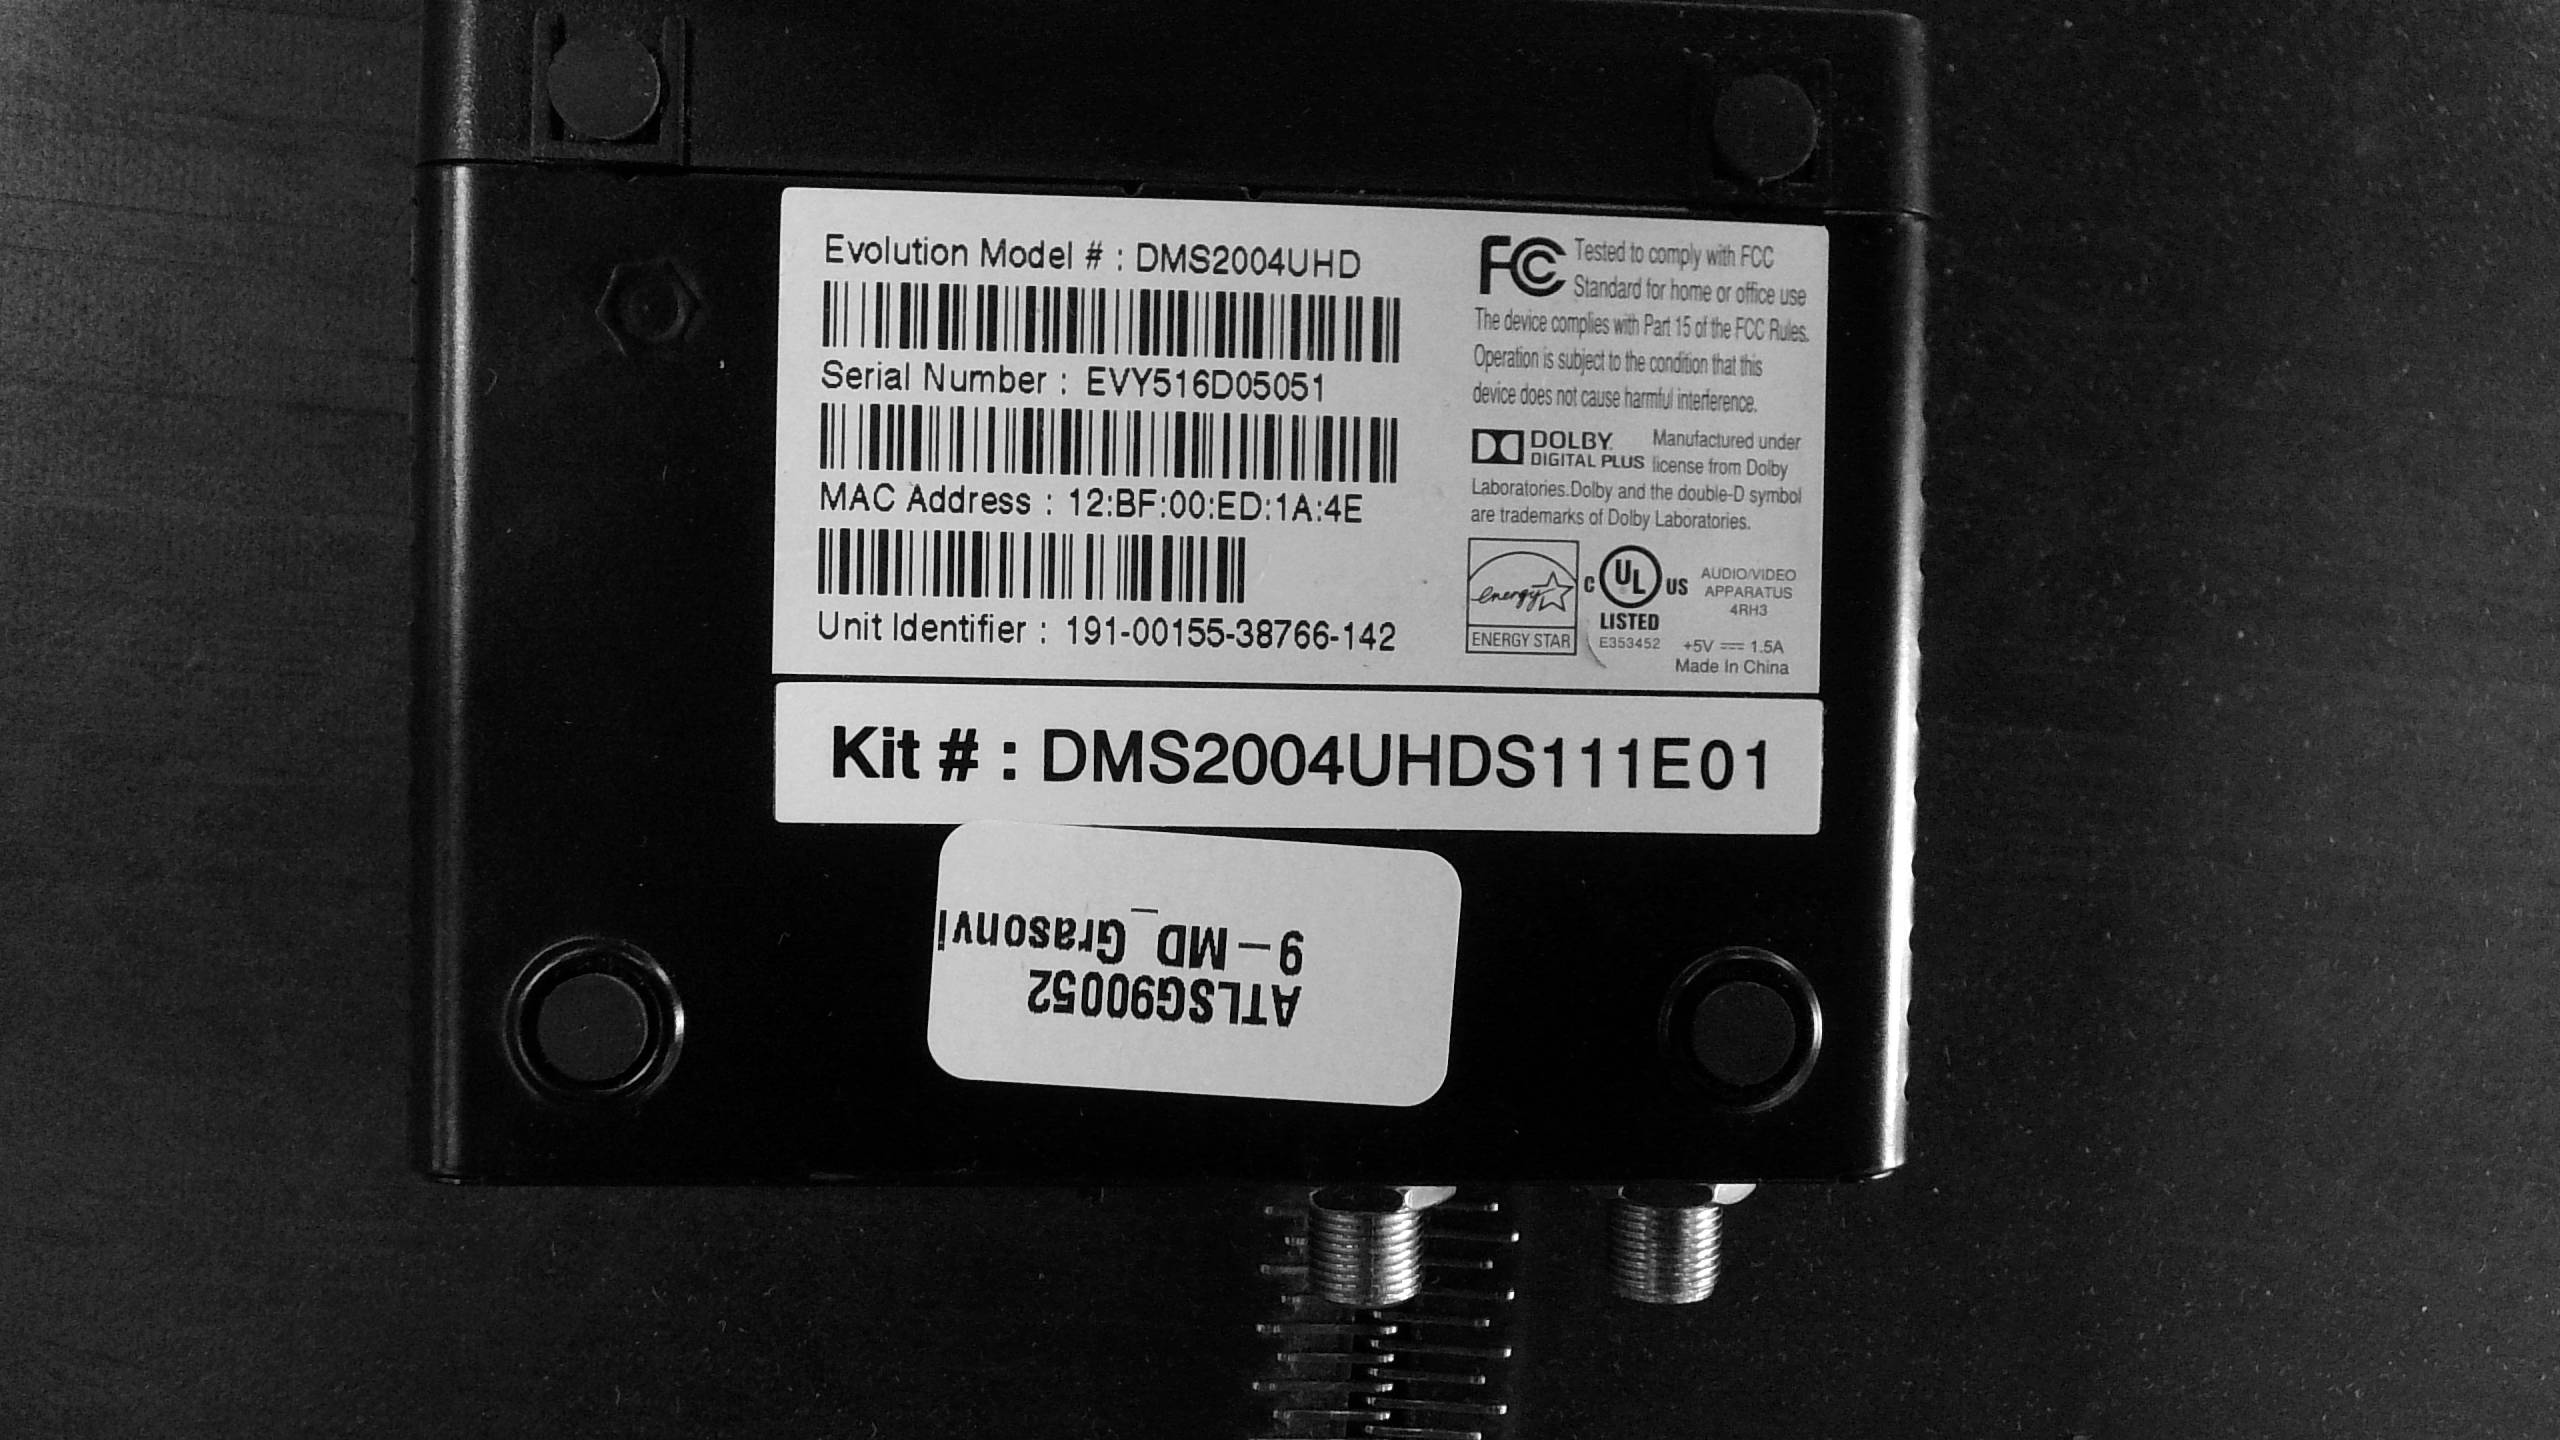 Evolution Model # : DMS2004UHD
Serial Number : EVY516D05051
MAC Address : 12:BF:00:ED:1A:4E
Unit Identifier : 191-00155-38766-142
FC Tested to comply with FCC
Standard for home or office use
The device complies with Part 15 of the FCC Rules.
Operation is subject to the condition that this
device does not cause harmful interference.
DOLBY
DIGITAL PLUS
Manufactured under
license from Dolby
Laboratories.Dolby and the double-D symbol
are trademarks of Dolby Laboratories.
energy
ENERGY STAR
C UL US
LISTED
E353452
AUDIO/VIDEO
APPARATUS
4RH3
+5V ⎓ 1.5A
Made In China
Kit # : DMS2004UHDS111E01
ATLSG90052
9-MD_Grasonvi